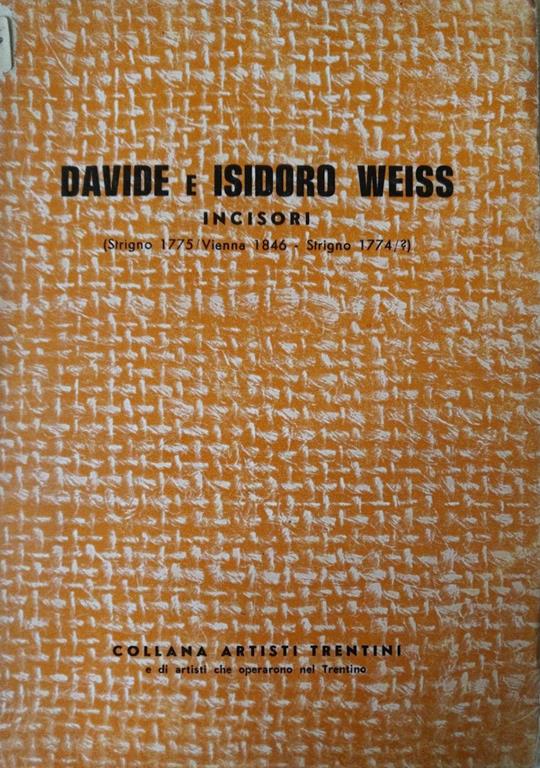 DAVIDE E ISIDORO WEISS
INCISORI
(Strigno 1775/Vienna 1846 - Strigno 1774/?)
COLLANA ARTISTI TRENTINI
e di artisti che operarono nel Trentino